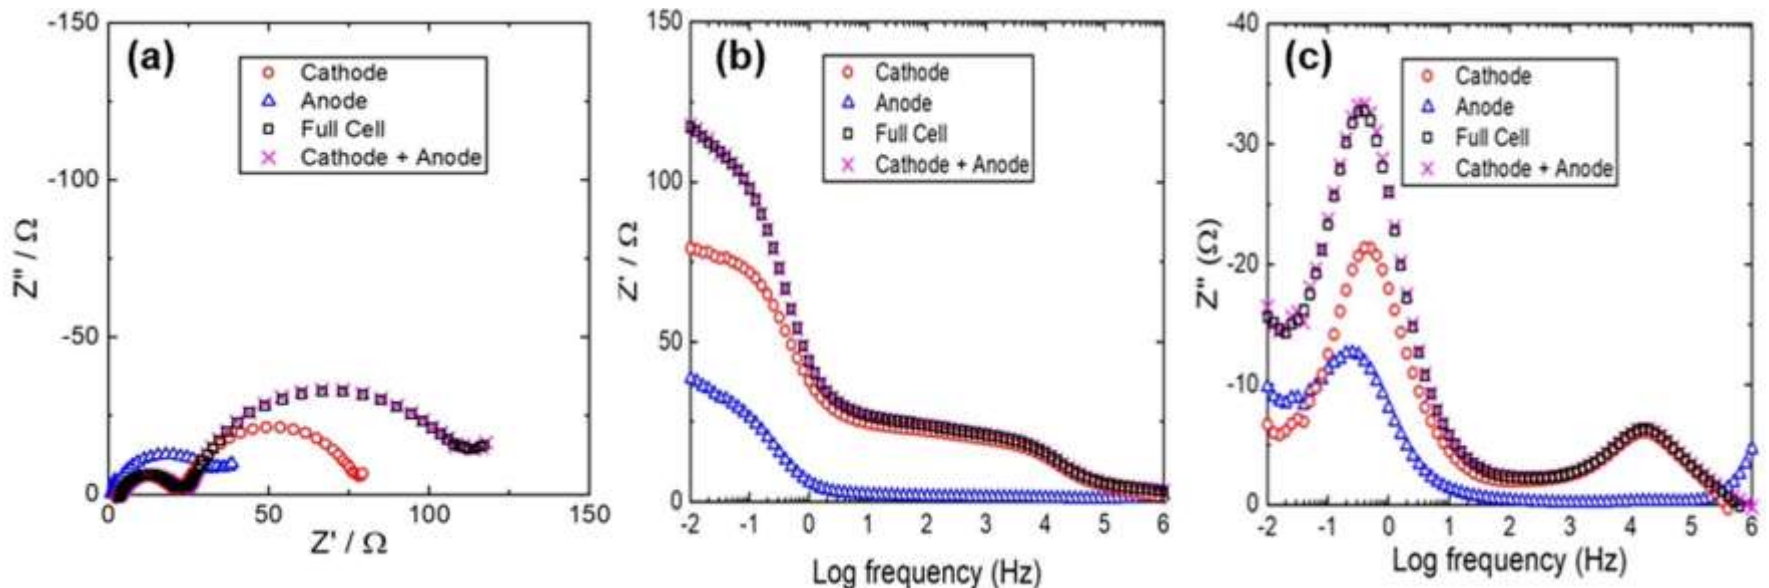 (a)
Cathode
Anode
Full Cell
Cathode + Anode
-150
-100
-50
0
0
50
100
150
Z'' / Ω
Z' / Ω
(b)
Cathode
Anode
Full Cell
Cathode + Anode
150
100
50
0
-2
-1
0
1
2
3
4
5
6
Z' / Ω
Log frequency (Hz)
(c)
Cathode
Anode
Full Cell
Cathode + Anode
-40
-30
-20
-10
0
-2
-1
0
1
2
3
4
5
6
Z'' (Ω)
Log frequency (Hz)